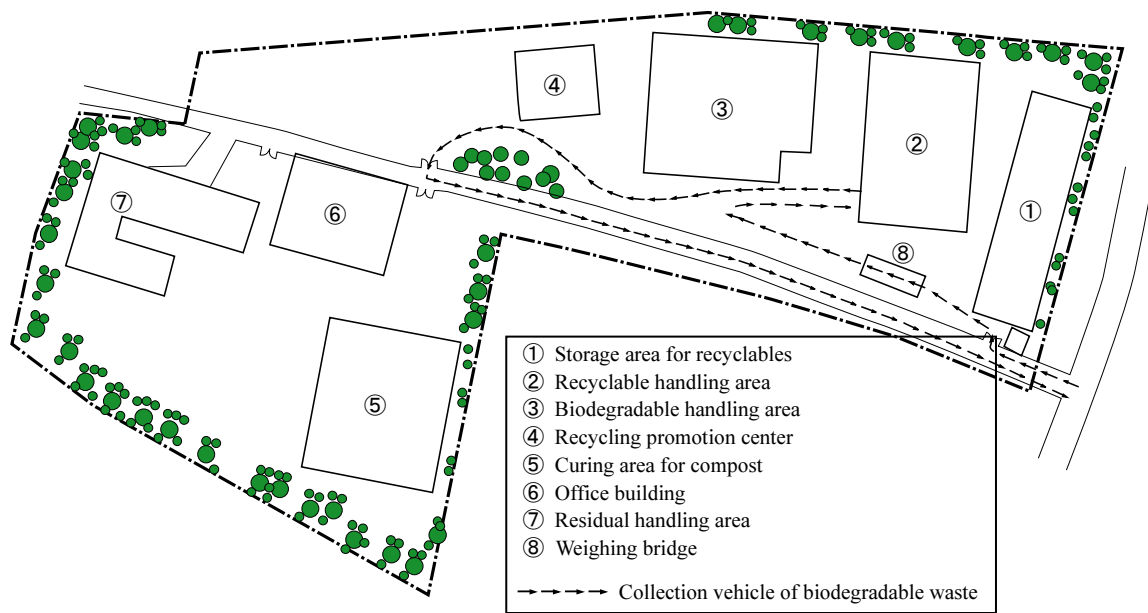 ④
③
②
①
⑦
⑥
⑧
⑤
① Storage area for recyclables
② Recyclable handling area
③ Biodegradable handling area
④ Recycling promotion center
⑤ Curing area for compost
⑥ Office building
⑦ Residual handling area
⑧ Weighing bridge
Collection vehicle of biodegradable waste